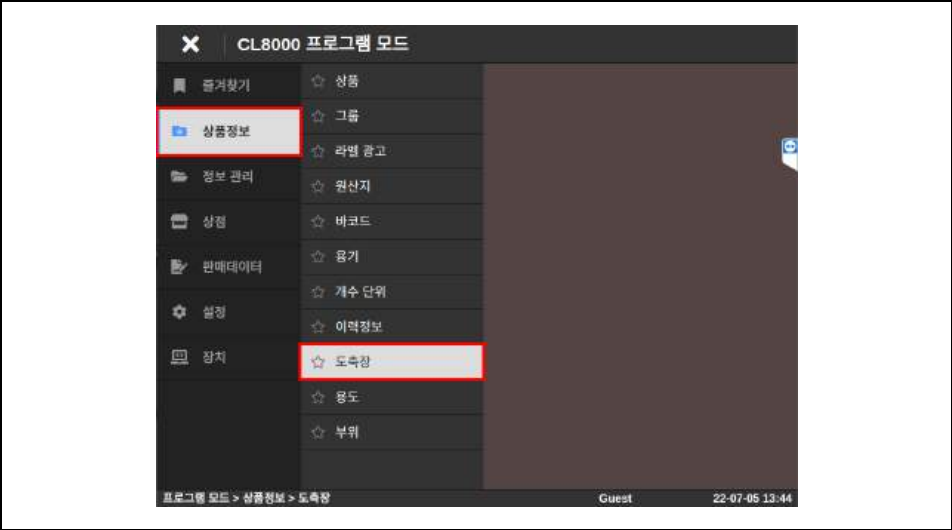 CL8000 프로그램 모드
즐겨찾기
상품정보
정보 관리
상점
판매데이터
설정
장치
상품
그룹
라벨 광고
원산지
바코드
용기
개수 단위
이력정보
도축장
용도
부위
프로그램 모드 > 상품정보 > 도축장
Guest
22-07-05 13:44